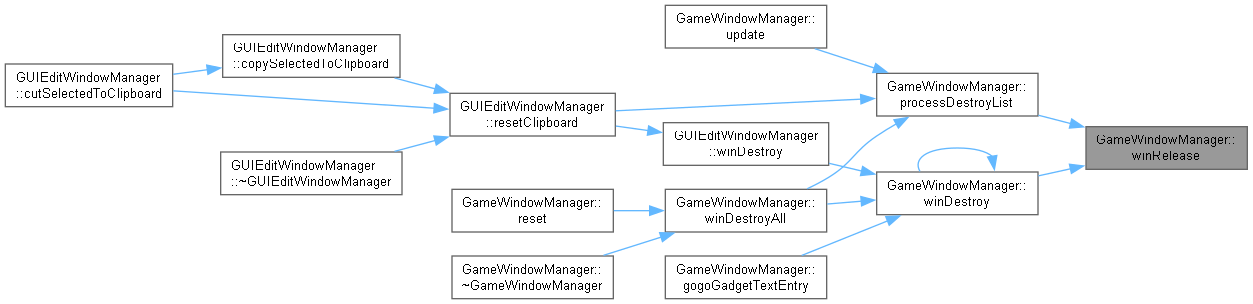 GUIEditWindowManager
::cutSelectedToClipboard
GUIEditWindowManager
::copySelectedToClipboard
GUIEditWindowManager
::~GUIEditWindowManager
GUIEditWindowManager
::resetClipboard
GameWindowManager::
reset
GameWindowManager::
~GameWindowManager
GameWindowManager::
update
GUIEditWindowManager
::winDestroy
GameWindowManager::
winDestroyAll
GameWindowManager::
gogoGadgetTextEntry
GameWindowManager::
processDestroyList
GameWindowManager::
winDestroy
GameWindowManager::
winRelease